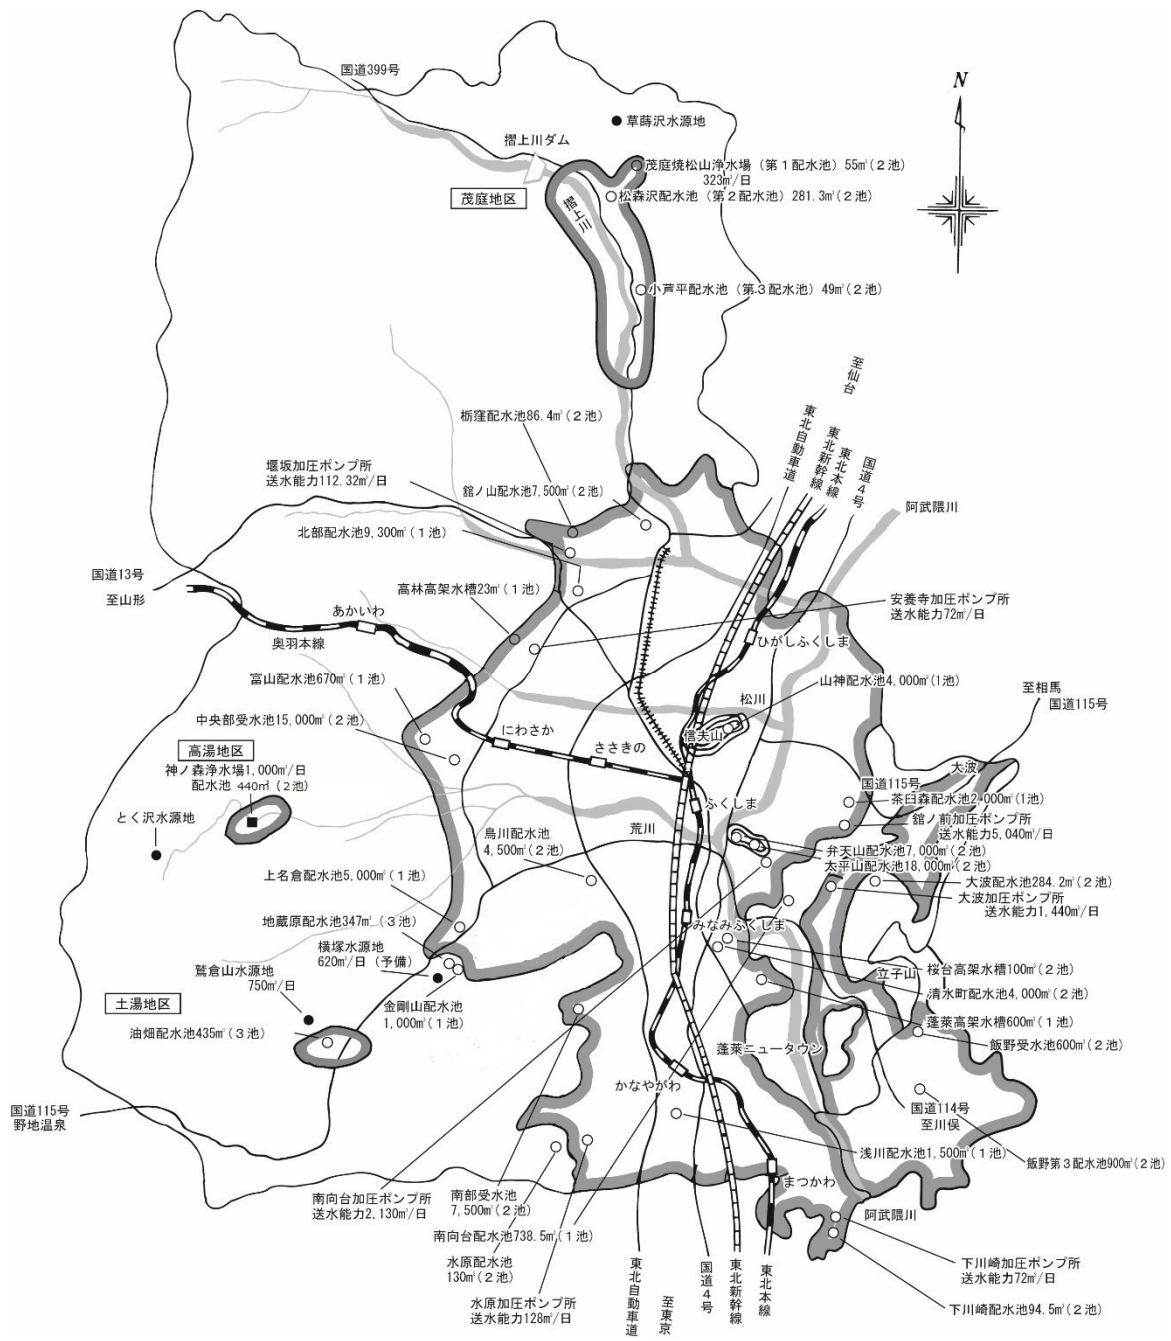 国道399号
N
草蒔沢水源地
摺上川ダム
茂庭焼松山浄水場（第１配水池）55㎥(２池)
323㎥/日
茂庭地区
松森沢配水池（第２配水池）281.3㎥(２池)
摺上川
小芦平配水池（第３配水池）49㎥(２池)
至仙台
東北自動車道
東北新幹線
東北本線
国道４号
栃窪配水池86.4㎥(２池)
堰坂加圧ポンプ所
送水能力112.32㎥/日
舘ノ山配水池7,500㎥(２池)
阿武隈川
北部配水池9,300㎥(１池)
国道13号
至山形
高林高架水槽23㎥(１池)
安養寺加圧ポンプ所
送水能力72㎥/日
あかいわ
奥羽本線
ひがしふくしま
富山配水池670㎥(１池)
山神配水池4,000㎥(1池)
至相馬
国道115号
松川
中央部受水池15,000㎥(２池)
にわさか
ささきの
信夫山
高湯地区
神ノ森浄水場1,000㎥/日
配水池 440㎥(２池)
大波
国道115号
茶臼森配水池2,000㎥(1池)
とく沢水源地
ふくしま
舘ノ前加圧ポンプ所
送水能力5,040㎥/日
荒川
鳥川配水池
4,500㎥(２池)
弁天山配水池7,000㎥(２池)
太平山配水池18,000㎥(２池)
上名倉配水池5,000㎥(１池)
大波配水池284.2㎥(２池)
大波加圧ポンプ所
送水能力1,440㎥/日
地蔵原配水池347㎥(３池)
みなみふくしま
横塚水源地
620㎥/日（予備）
鷲倉山水源地
750㎥/日
立子山
桜台高架水槽100㎥(２池)
清水町配水池4,000㎥(２池)
土湯地区
金剛山配水池
1,000㎥(１池)
蓬莱高架水槽600㎥(１池)
油畑配水池435㎥(３池)
飯野受水池600㎥(２池)
蓬莱ニュータウン
かなやがわ
国道115号
野地温泉
国道114号
至川俣
浅川配水池1,500㎥(１池)
飯野第３配水池900㎥(２池)
まつかわ
南向台加圧ポンプ所
送水能力2,130㎥/日
南部受水池
7,500㎥(２池)
阿武隈川
南向台配水池738.5㎥(１池)
水原配水池
130㎥(２池)
下川崎加圧ポンプ所
送水能力72㎥/日
水原加圧ポンプ所
送水能力128㎥/日
東北自動車道
至東京
国道４号
東北新幹線
東北本線
下川崎配水池94.5㎥(２池)